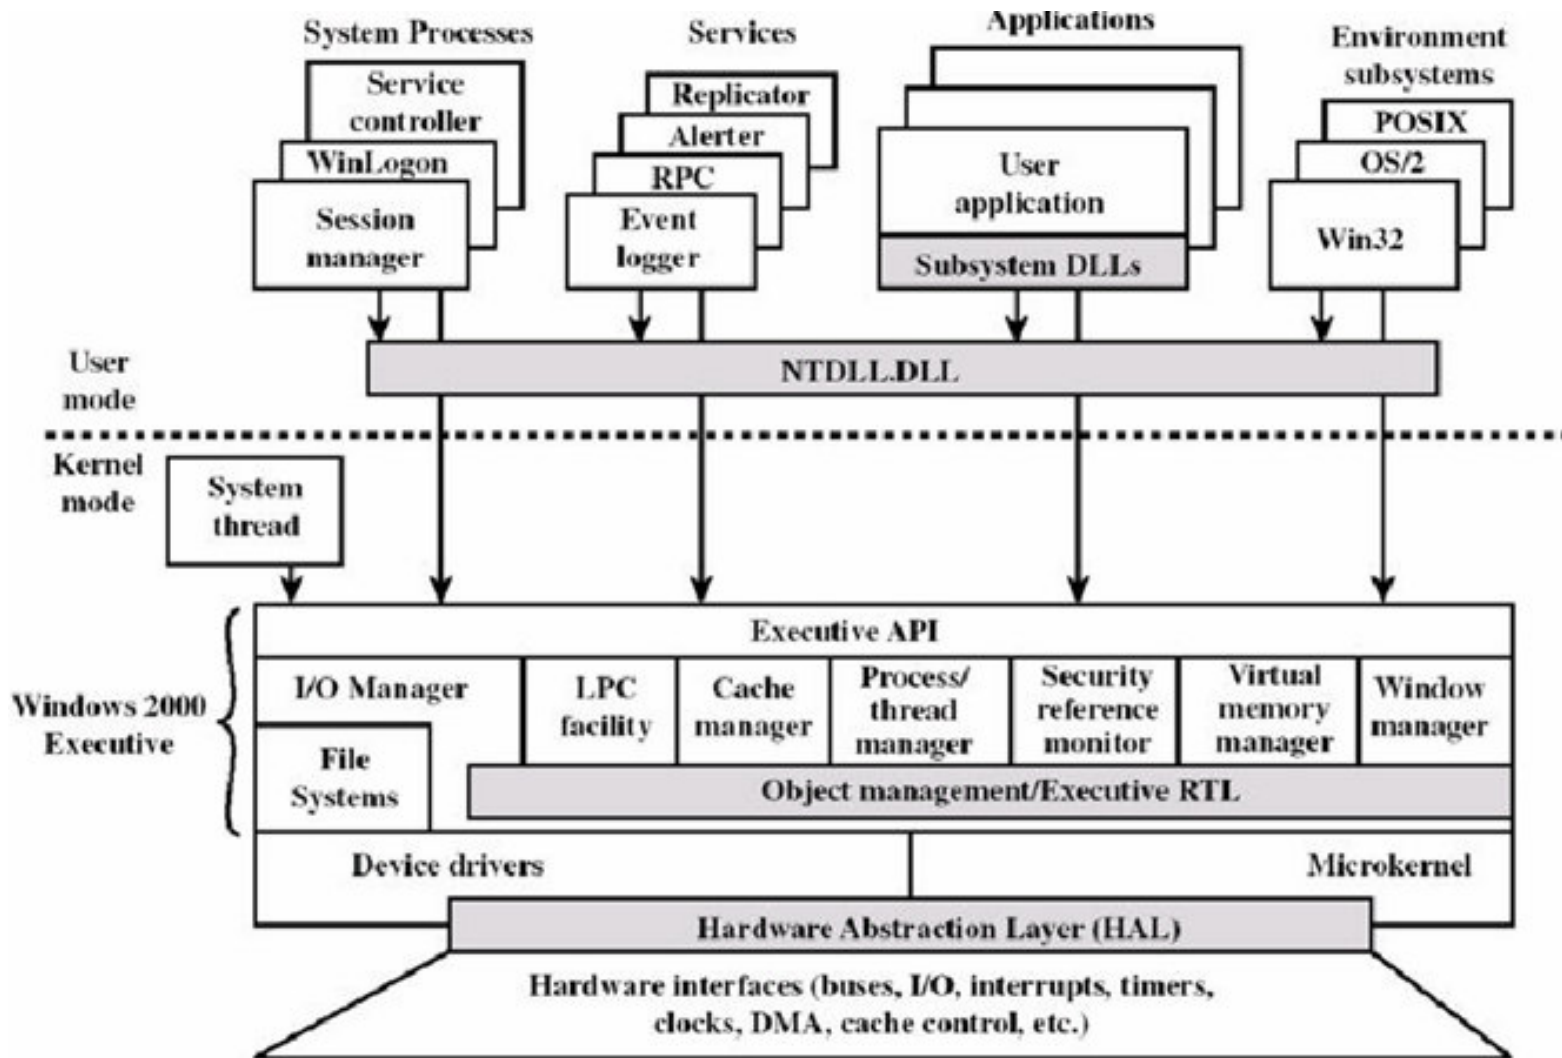 System Processes
Services
Applications
Environment
subsystems
Service
controller
WinLogon
Session
manager
Replicator
Alerter
RPC
Event
logger
User
application
Subsystem DLLs
POSIX
OS/2
Win32
NTDLL.DLL
User
mode
Kernel
mode
System
thread
Windows 2000
Executive
Executive API
I/O Manager
File
Systems
LPC
facility
Cache
manager
Process/
thread
manager
Security
reference
monitor
Virtual
memory
manager
Window
manager
Object management/Executive RTL
Device drivers
Microkernel
Hardware Abstraction Layer (HAL)
Hardware interfaces (buses, I/O, interrupts, timers,
clocks, DMA, cache control, etc.)